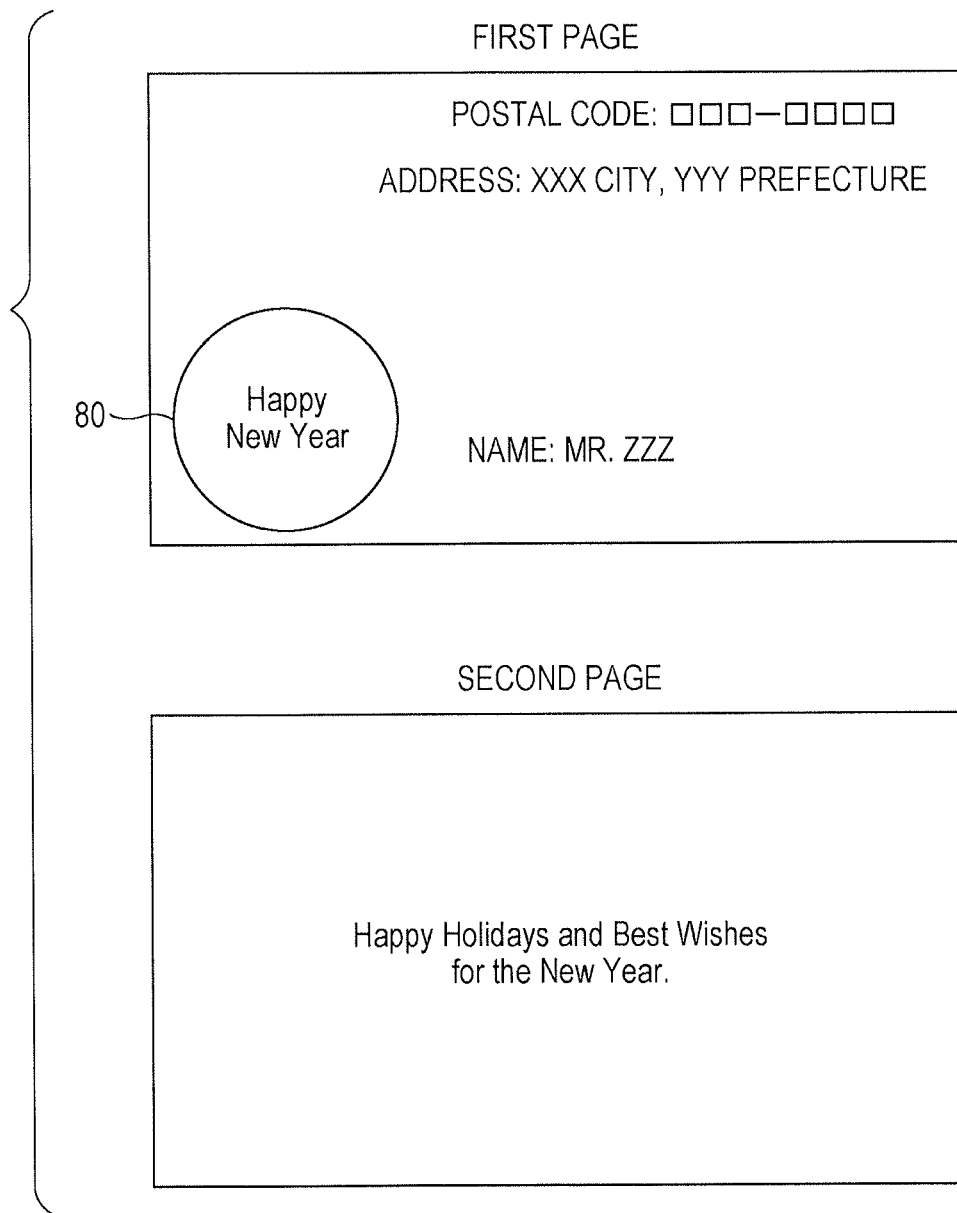 FIRST PAGE
POSTAL CODE: □□□-□□□□
ADDRESS: XXX CITY, YYY PREFECTURE
80
Happy
New Year
NAME: MR. ZZZ
SECOND PAGE
Happy Holidays and Best Wishes
for the New Year.